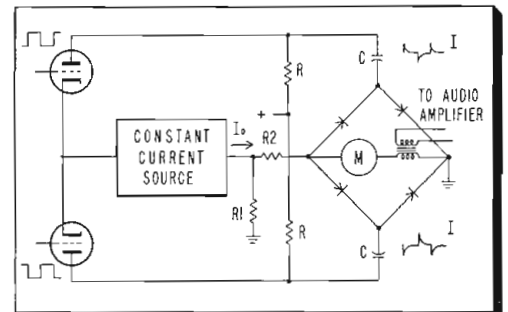 C
I
R
TO AUDIO
AMPLIFIER
+
CONSTANT
CURRENT
SOURCE
Io
R2
M
R1
R
C
I